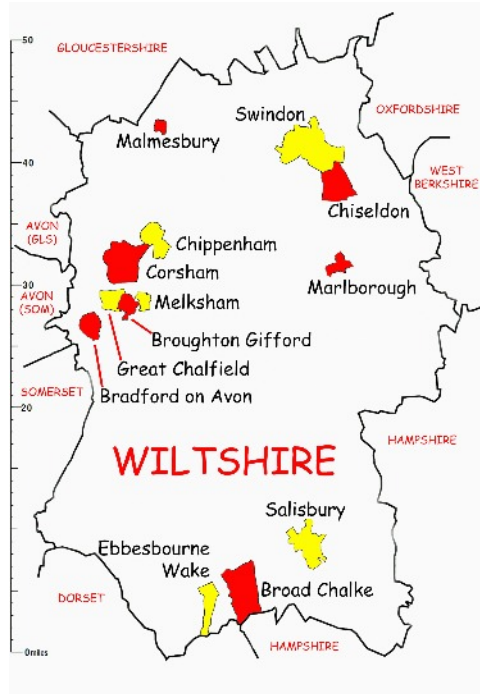 50
GLOUCESTERSHIRE
Swindon
OXFORDSHIRE
Malmesbury
40
WEST
BERKSHIRE
Chiseldon
AVON
(GLS)
Chippenham
Corsham
Marlborough
30
AVON
(SOM)
Melksham
Broughton Gifford
Great Chalfield
SOMERSET
Bradford on Avon
20
HAMPSHIRE
WILTSHIRE
Salisbury
Ebbesbourne
Wake
Broad Chalke
DORSET
HAMPSHIRE
0miles